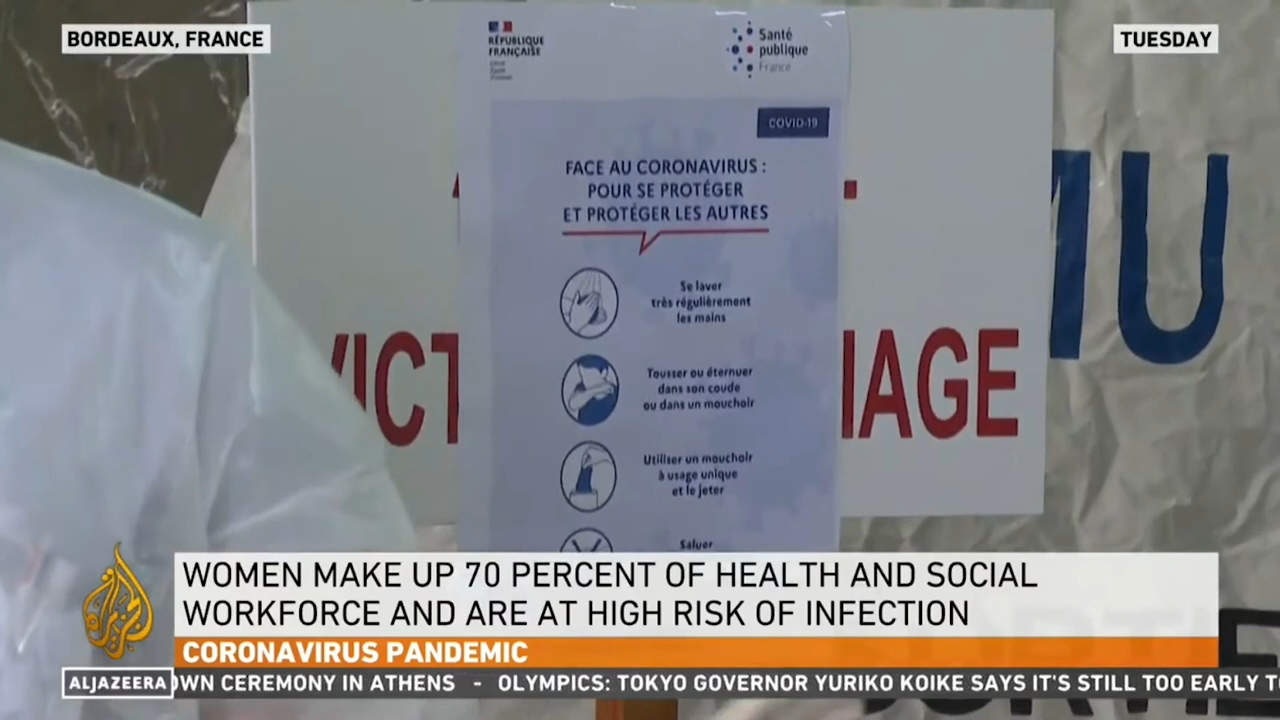 BORDEAUX, FRANCE
TUESDAY
RÉPUBLIQUE
FRANÇAISE
Santé
publique
France
COVID-19
FACE AU CORONAVIRUS :
POUR SE PROTÉGER
ET PROTÉGER LES AUTRES
Se laver
très régulièrement
les mains
Tousser ou éternuer
dans son coude
ou dans un mouchoir
Utiliser un mouchoir
à usage unique
et le jeter
Saluer
VICT
IAGE
MU
WOMEN MAKE UP 70 PERCENT OF HEALTH AND SOCIAL
WORKFORCE AND ARE AT HIGH RISK OF INFECTION
CORONAVIRUS PANDEMIC
ALJAZEERA
OWN CEREMONY IN ATHENS - OLYMPICS: TOKYO GOVERNOR YURIKO KOIKE SAYS IT'S STILL TOO EARLY TO